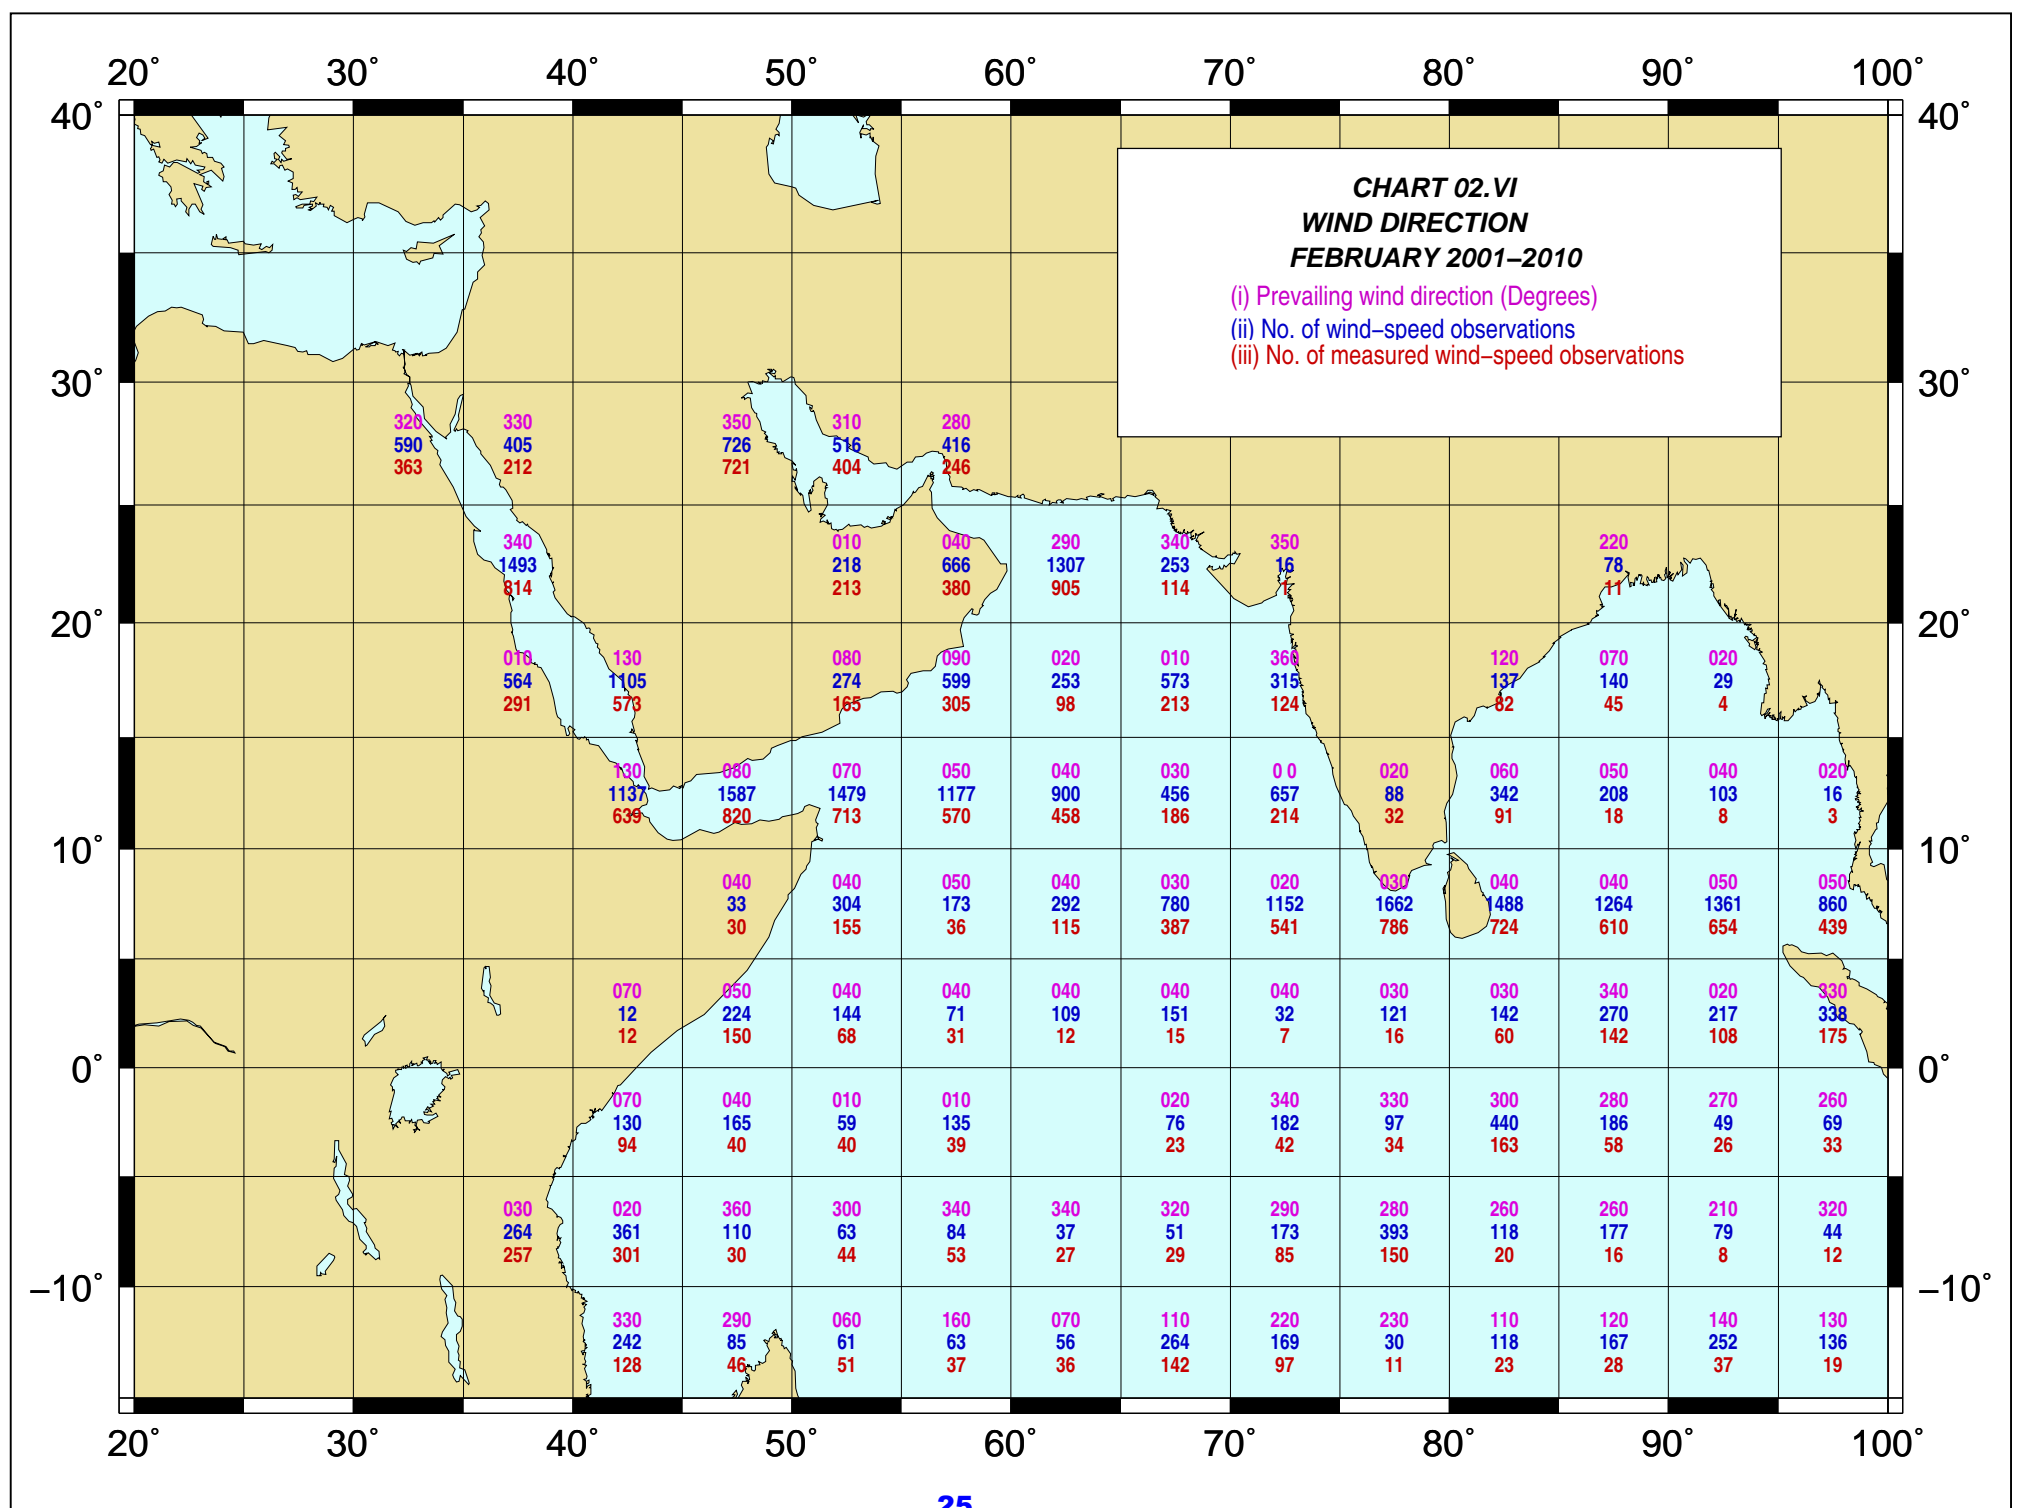 20° 30° 40° 50° 60° 70° 80° 90° 100°
40° 40°
CHART 02.VI
WIND DIRECTION
FEBRUARY 2001–2010
(i) Prevailing wind direction (Degrees)
(ii) No. of wind–speed observations
(iii) No. of measured wind–speed observations
30° 30°
320 330 350 310 280
590 405 726 516 416
363 212 721 404 246
340 010 040 290 340 350 220
1493 218 666 1307 253 16 78
814 213 380 905 114 1 11
20° 20°
010 130 080 090 020 010 360 120 070 020
564 1105 274 599 253 573 315 137 140 29
291 573 165 305 98 213 124 82 45 4
130 080 070 050 040 030 0 0 020 060 050 040 020
1137 1587 1479 1177 900 456 657 88 342 208 103 16
639 820 713 570 458 186 214 32 91 18 8 3
10° 10°
040 040 050 040 030 020 030 040 040 050 050
33 304 173 292 780 1152 1662 1488 1264 1361 860
30 155 36 115 387 541 786 724 610 654 439
070 050 040 040 040 040 040 030 030 340 020 330
12 224 144 71 109 151 32 121 142 270 217 338
12 150 68 31 12 15 7 16 60 142 108 175
0° 0°
070 040 010 010 020 340 330 300 280 270 260
130 165 59 135 76 182 97 440 186 49 69
94 40 40 39 23 42 34 163 58 26 33
030 020 360 300 340 340 320 290 280 260 260 210 320
264 361 110 63 84 37 51 173 393 118 177 79 44
257 301 30 44 53 27 29 85 150 20 16 8 12
–10° –10°
330 290 060 160 070 110 220 230 110 120 140 130
242 85 61 63 56 264 169 30 118 167 252 136
128 46 51 37 36 142 97 11 23 28 37 19
20° 30° 40° 50° 60° 70° 80° 90° 100°
25